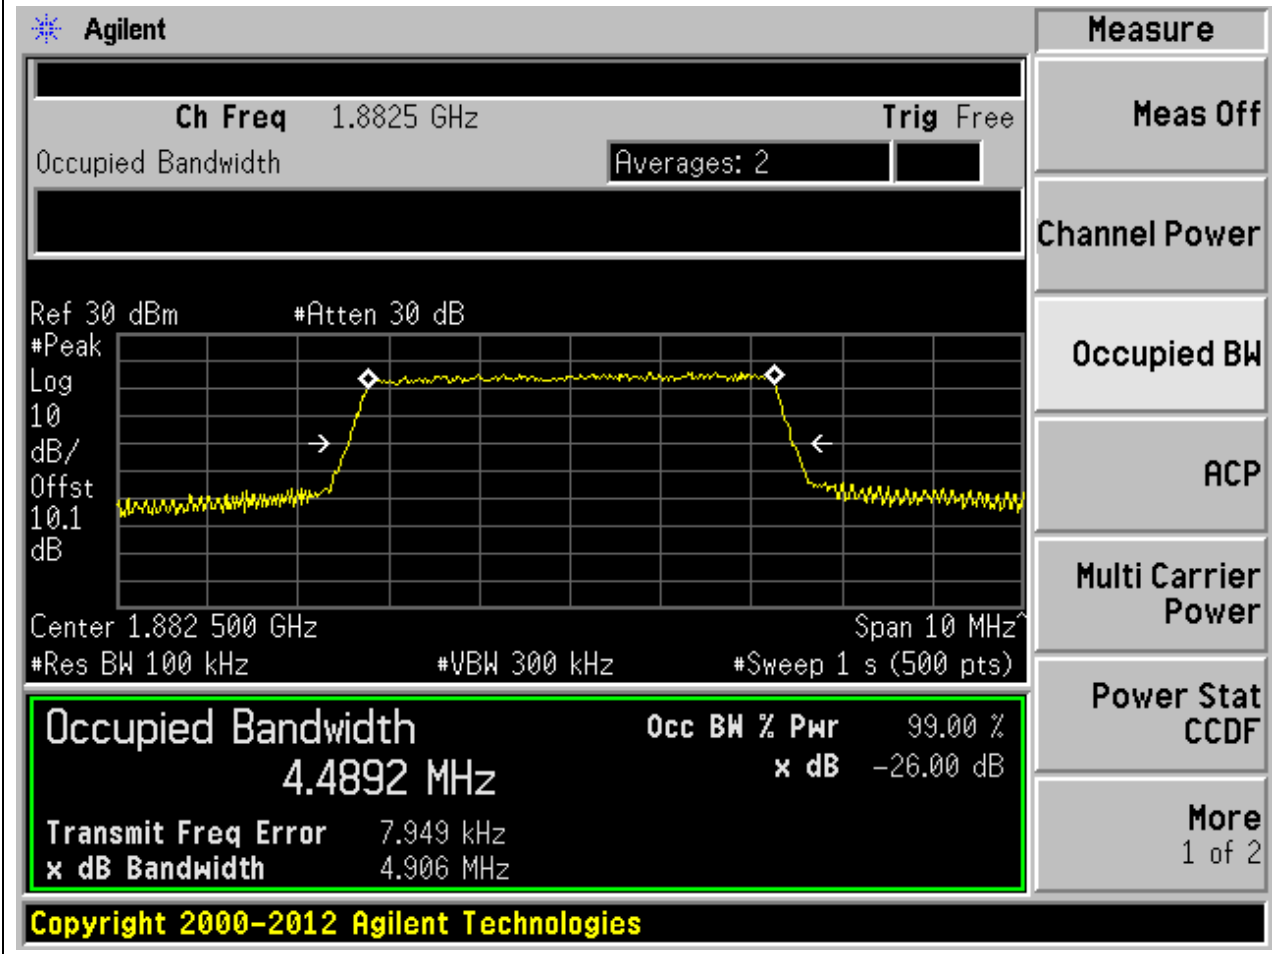 Agilent
Measure
Ch Freq 1.8825 GHz Trig Free
Occupied Bandwidth Averages: 2
Ref 30 dBm #Atten 30 dB
#Peak
Log
10
dB/
Offst
10.1
dB
Center 1.882 500 GHz Span 10 MHz^
#Res BW 100 kHz #VBW 300 kHz #Sweep 1 s (500 pts)
Occupied Bandwidth Occ BW % Pwr 99.00 %
4.4892 MHz x dB -26.00 dB
Transmit Freq Error 7.949 kHz
x dB Bandwidth 4.906 MHz
Copyright 2000-2012 Agilent Technologies
Meas Off
Channel Power
Occupied BW
ACP
Multi Carrier
Power
Power Stat
CCDF
More
1 of 2